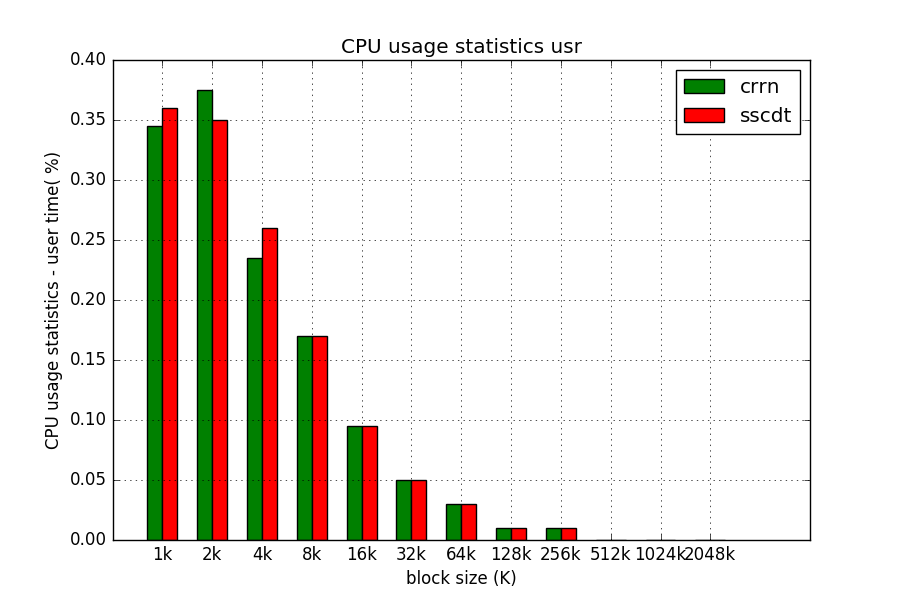 CPU usage statistics usr
crrn
sscdt
CPU usage statistics - user time( %)
0.40
0.35
0.30
0.25
0.20
0.15
0.10
0.05
0.00
1k 2k 4k 8k 16k 32k 64k 128k 256k 512k 1024k 2048k
block size (K)